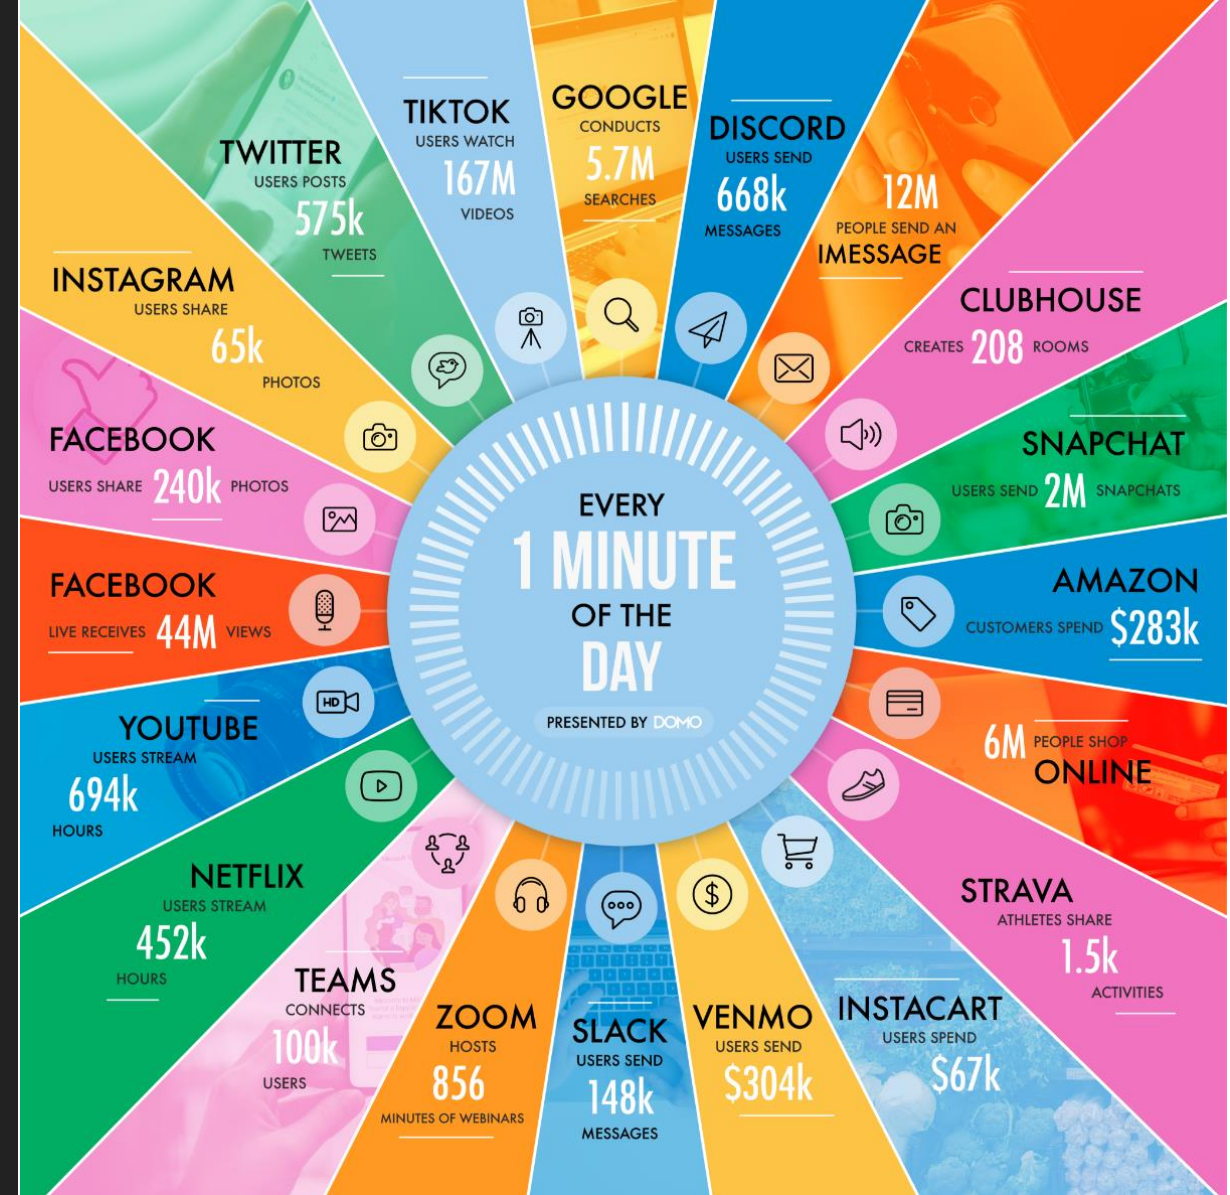 EVERY
1 MINUTE
OF THE
DAY
PRESENTED BY DOMO
GOOGLE
CONDUCTS
5.7M
SEARCHES
DISCORD
USERS SEND
668k
MESSAGES
12M
PEOPLE SEND AN
IMESSAGE
CLUBHOUSE
CREATES 208 ROOMS
SNAPCHAT
USERS SEND 2M SNAPCHATS
AMAZON
CUSTOMERS SPEND $283k
6M PEOPLE SHOP
ONLINE
STRAVA
ATHLETES SHARE
1.5k
ACTIVITIES
INSTACART
USERS SPEND
$67k
VENMO
USERS SEND
$304k
SLACK
USERS SEND
148k
MESSAGES
ZOOM
HOSTS
856
MINUTES OF WEBINARS
TEAMS
CONNECTS
100k
USERS
NETFLIX
USERS STREAM
452k
HOURS
YOUTUBE
USERS STREAM
694k
HOURS
FACEBOOK
LIVE RECEIVES 44M VIEWS
FACEBOOK
USERS SHARE 240k PHOTOS
INSTAGRAM
USERS SHARE
65k
PHOTOS
TWITTER
USERS POSTS
575k
TWEETS
TIKTOK
USERS WATCH
167M
VIDEOS
HD